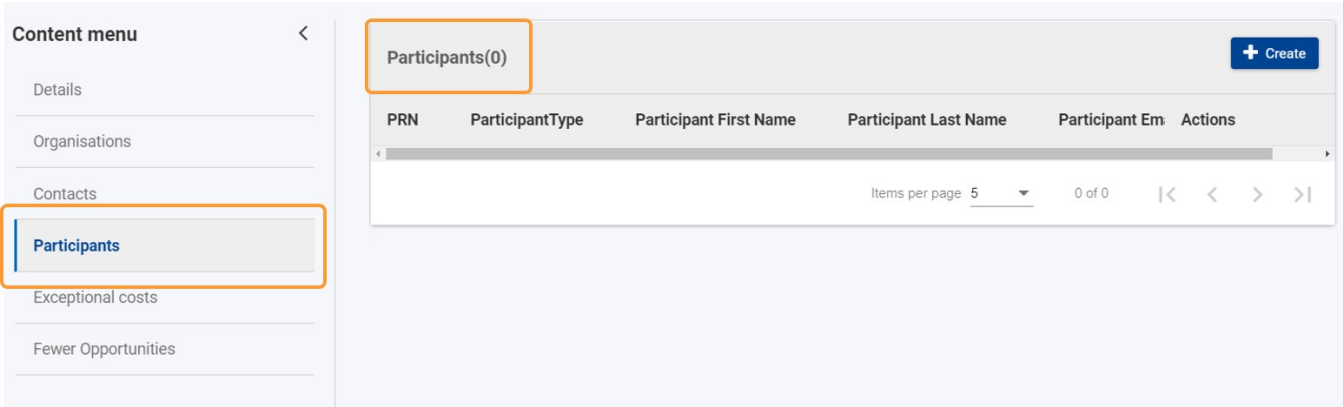 Content menu
Details
Organisations
Contacts
Participants
Exceptional costs
Fewer Opportunities
Participants(0)
Create
PRN ParticipantType Participant First Name Participant Last Name Participant Em Actions
Items per page 5 0 of 0